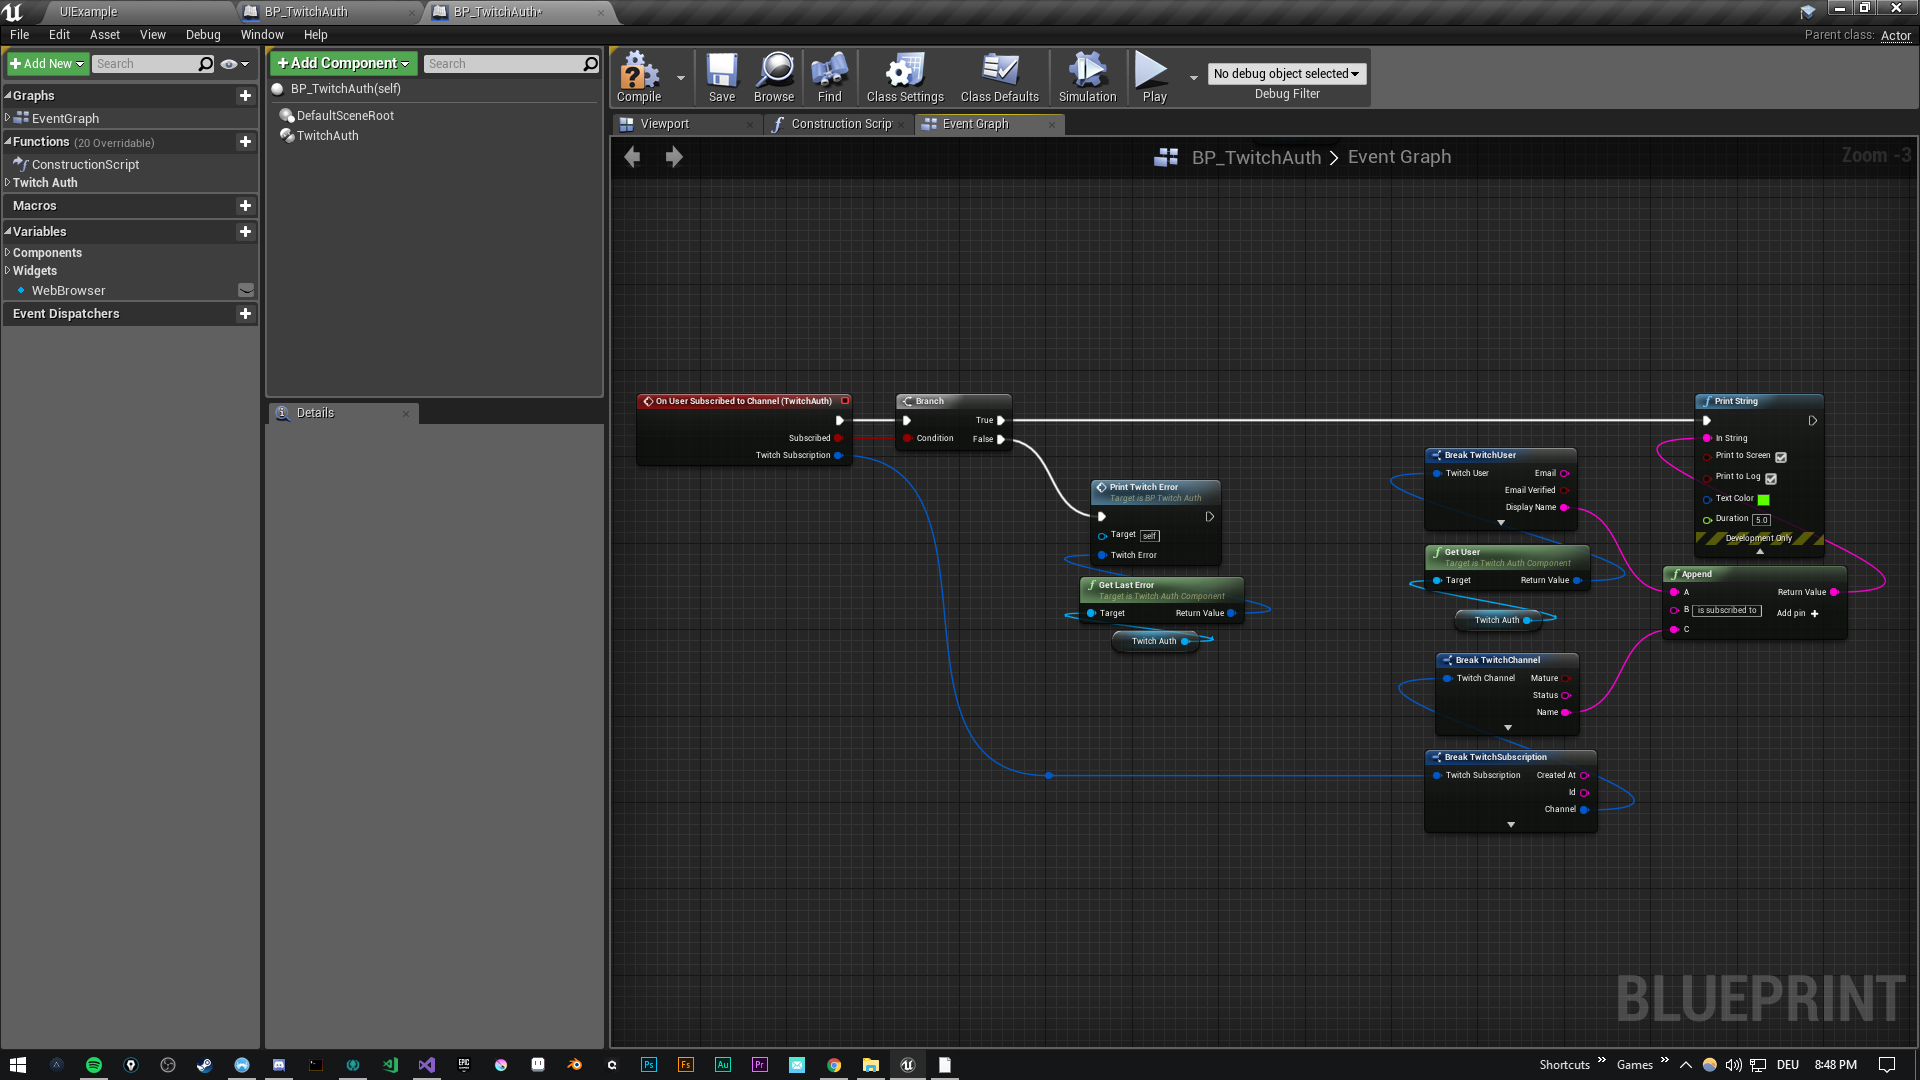 UIExample
BP_TwitchAuth
BP_TwitchAuth*
File Edit Asset View Debug Window Help
Parent class: Actor
Add New
Search
Graphs
EventGraph
Functions (20 Overridable)
ConstructionScript
Twitch Auth
Macros
Variables
Components
Widgets
WebBrowser
Event Dispatchers
Add Component
Search
BP_TwitchAuth(self)
DefaultSceneRoot
TwitchAuth
Details
Compile
Save
Browse
Find
Class Settings
Class Defaults
Simulation
Play
No debug object selected
Debug Filter
Viewport
Construction Scrip
Event Graph
BP_TwitchAuth > Event Graph
Zoom -3
On User Subscribed to Channel (TwitchAuth)
Subscribed
Twitch Subscription
Branch
True
Condition
False
Print Twitch Error
Target is BP Twitch Auth
Target self
Twitch Error
Get Last Error
Target is Twitch Auth Component
Target
Return Value
Twitch Auth
Break TwitchUser
Twitch User
Email
Email Verified
Display Name
Get User
Target is Twitch Auth Component
Target
Return Value
Twitch Auth
Break TwitchChannel
Twitch Channel
Mature
Status
Name
Break TwitchSubscription
Twitch Subscription
Created At
Id
Channel
Print String
In String
Print to Screen
Print to Log
Text Color
Duration 5.0
Development Only
Append
A
Return Value
B is subscribed to
Add pin
C
BLUEPRINT
EPIC
Ps
Fs
Au
Pr
Shortcuts
Games
DEU
8:48 PM